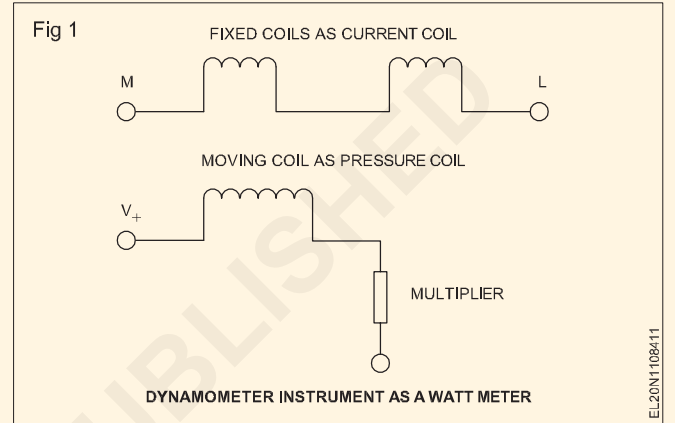 Fig 1
FIXED COILS AS CURRENT COIL
M
L
MOVING COIL AS PRESSURE COIL
V+
MULTIPLIER
DYNAMOMETER INSTRUMENT AS A WATT METER
EL20N1108411
UBLISHED